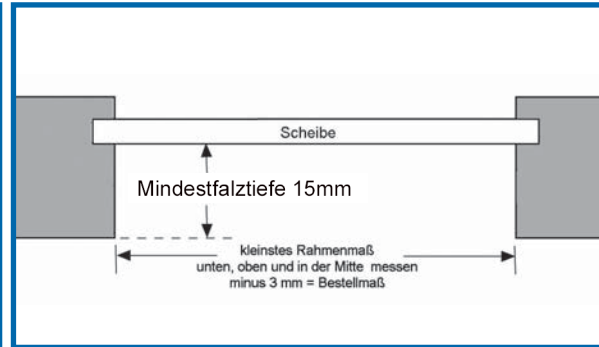 Scheibe
Mindestfalztiefe 15mm
kleinstes Rahmenmaß
unten, oben und in der Mitte messen
minus 3 mm = Bestellmaß